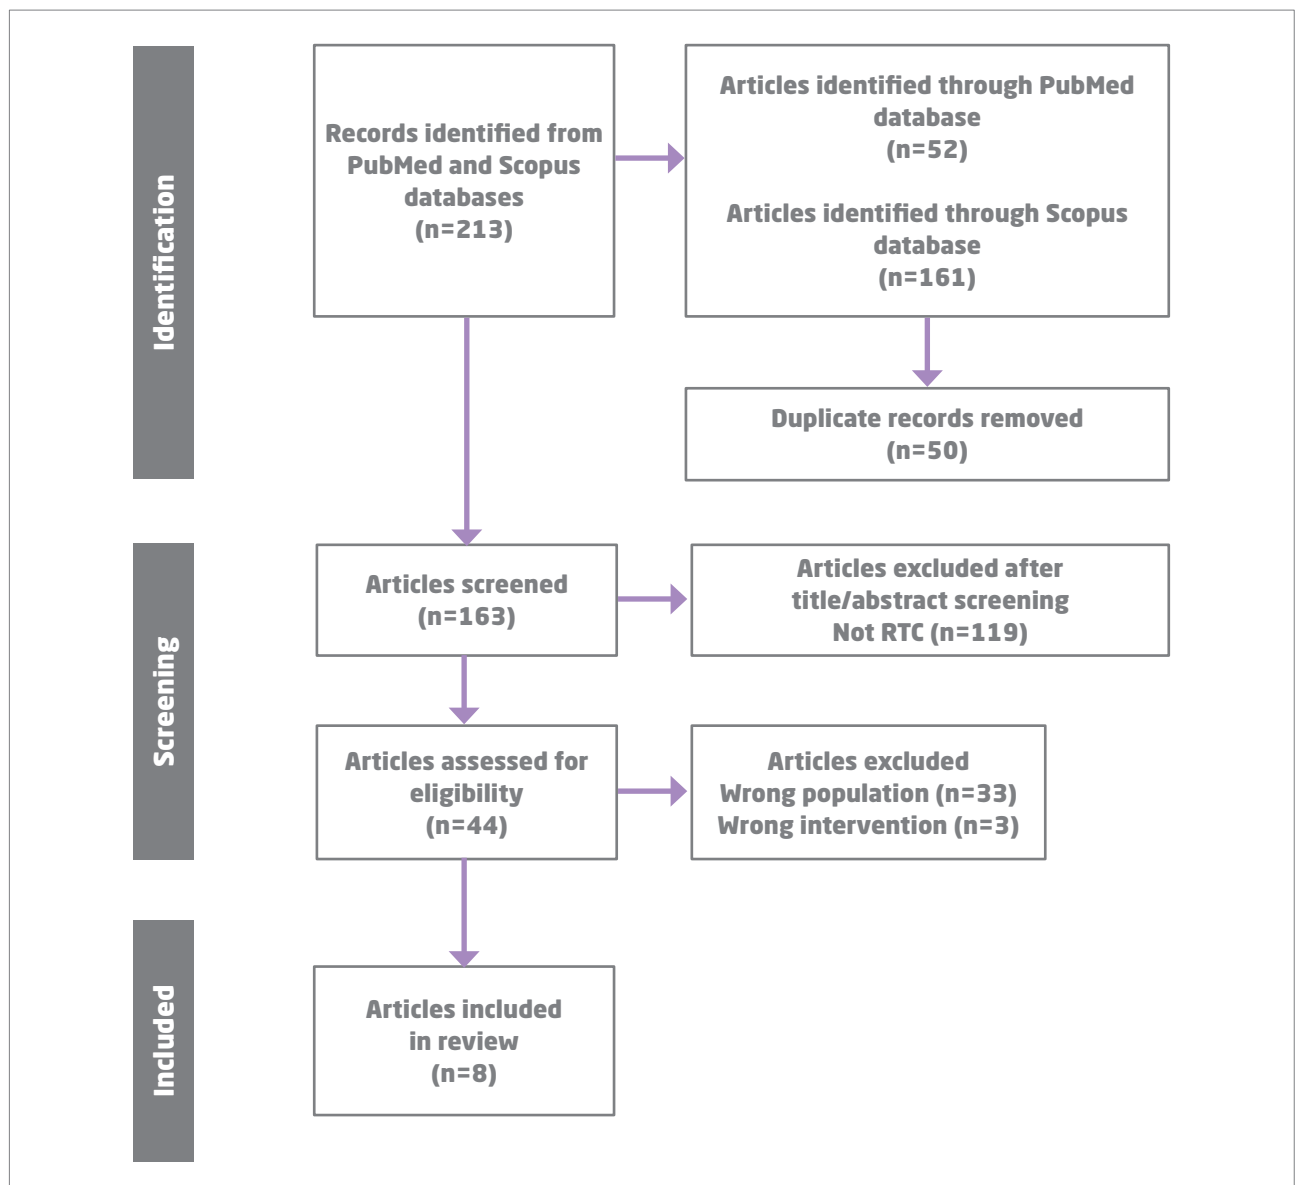 Identification
Records identified from
PubMed and Scopus
databases
(n=213)
Articles identified through PubMed
database
(n=52)
Articles identified through Scopus
database
(n=161)
Duplicate records removed
(n=50)
Screening
Articles screened
(n=163)
Articles excluded after
title/abstract screening
Not RTC (n=119)
Articles assessed for
eligibility
(n=44)
Articles excluded
Wrong population (n=33)
Wrong intervention (n=3)
Included
Articles included
in review
(n=8)